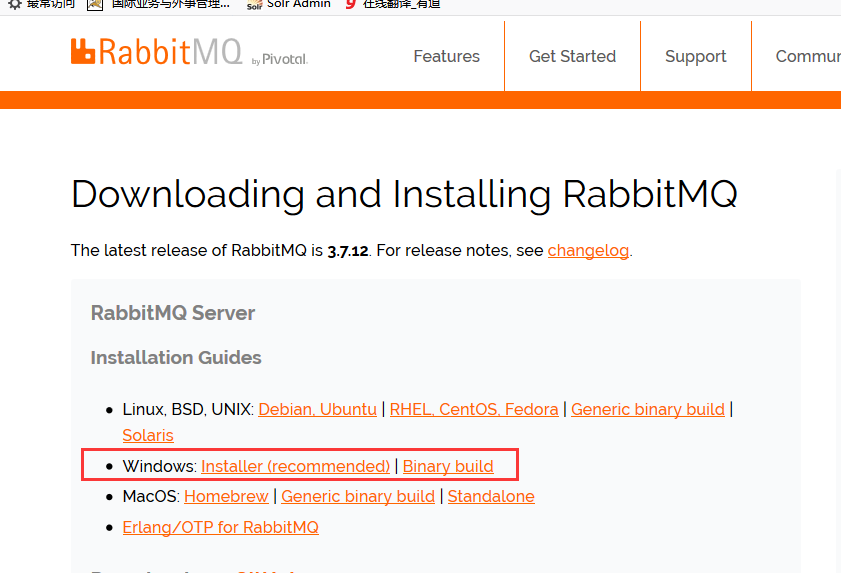 最常访问 国际业务与外事管理... Solr Admin 在线翻译_有道
RabbitMQ by Pivotal.
Features Get Started Support Commun
Downloading and Installing RabbitMQ
The latest release of RabbitMQ is 3.7.12. For release notes, see changelog.
RabbitMQ Server
Installation Guides
• Linux, BSD, UNIX: Debian, Ubuntu | RHEL, CentOS, Fedora | Generic binary build |
Solaris
• Windows: Installer (recommended) | Binary build
• MacOS: Homebrew | Generic binary build | Standalone
• Erlang/OTP for RabbitMQ